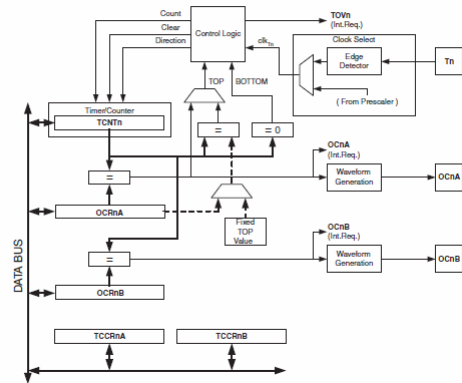 Count
Clear
Direction
Control Logic
TOVn
(Int.Req.)
clkTn
Clock Select
Edge
Detector
Tn
( From Prescaler )
TOP
BOTTOM
Timer/Counter
TCNTn
=
= 0
=
OCnA
(Int.Req.)
Waveform
Generation
OCnA
OCRnA
Fixed
TOP
Value
OCnB
(Int.Req.)
=
Waveform
Generation
OCnB
OCRnB
DATA BUS
TCCRnA
TCCRnB